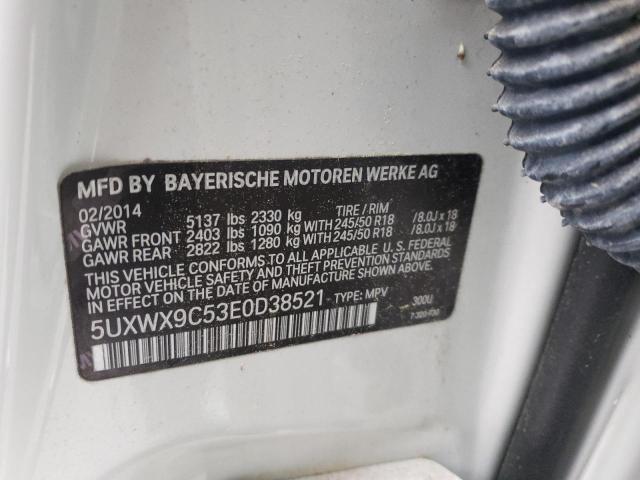 MFD BY BAYERISCHE MOTOREN WERKE AG
02/2014 TIRE / RIM
GVWR 5137 lbs 2330 kg
GAWR FRONT 2403 lbs 1090 kg WITH 245/50 R18 /8.0J x 18
GAWR REAR 2822 lbs 1280 kg WITH 245/50 R18 /8.0J x 18
THIS VEHICLE CONFORMS TO ALL APPLICABLE U.S. FEDERAL
MOTOR VEHICLE SAFETY, BUMPER, AND THEFT PREVENTION STANDARDS
IN EFFECT ON THE DATE OF MANUFACTURE SHOWN ABOVE.
5UXWX9C53E0D38521 TYPE: MPV 300U